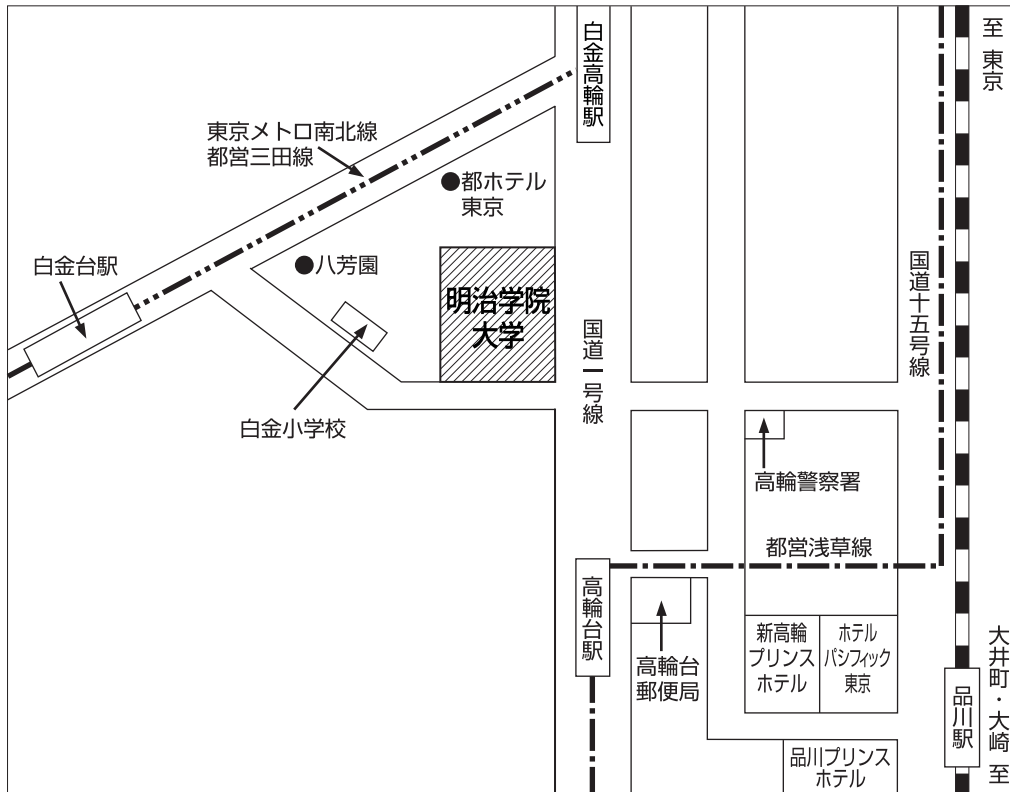 至 東京
白金高輪駅
東京メトロ南北線
都営三田線
都ホテル
東京
白金台駅
八芳園
明治学院
大学
国道十五号線
国道一号線
白金小学校
高輪警察署
都営浅草線
高輪台駅
新高輪
プリンス
ホテル
ホテル
パシフィック
東京
高輪台
郵便局
品川駅
大井町・大崎 至
品川プリンス
ホテル